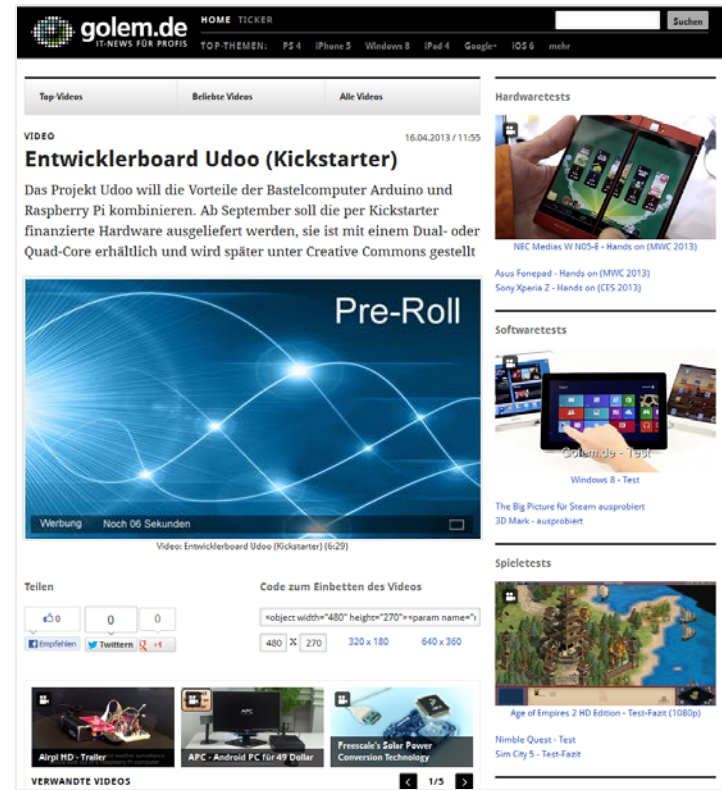 golem.de
IT-NEWS FÜR PROFIS
HOME TICKER
Suchen
TOP-THEMEN: PS4 iPhone 5 Windows 8 iPad 4 Google+ iOS 6 mehr
Top-Videos Beliebte Videos Alle Videos
VIDEO 16.04.2013 / 11:55
Entwicklerboard Udoo (Kickstarter)
Das Projekt Udoo will die Vorteile der Bastelcomputer Arduino und
Raspberry Pi kombinieren. Ab September soll die per Kickstarter
finanzierte Hardware ausgeliefert werden, sie ist mit einem Dual- oder
Quad-Core erhältlich und wird später unter Creative Commons gestellt
Pre-Roll
Werbung Noch 06 Sekunden
Video: Entwicklerboard Udoo (Kickstarter) (6:29)
Teilen
0 0 0
Empfehlen Twittern +1
Code zum Einbetten des Videos
<object width="480" height="270"><param name="r
480 X 270 320 x 180 640 x 360
Airpi HD - Trailer
APC - Android PC für 49 Dollar
Freescale's Solar Power
Conversion Technology
VERWANDTE VIDEOS 1/5
Hardwaretests
NEC Medias W N05-E - Hands on (MWC 2013)
Asus Fonepad - Hands on (MWC 2013)
Sony Xperia Z - Hands on (CES 2013)
Softwaretests
Start
Golem.de - Test
Windows 8 - Test
The Big Picture für Steam ausprobiert
3D Mark - ausprobiert
Spieletests
Age of Empires 2 HD Edition - Test-Fazit (1080p)
Nimble Quest - Test
Sim City 5 - Test-Fazit